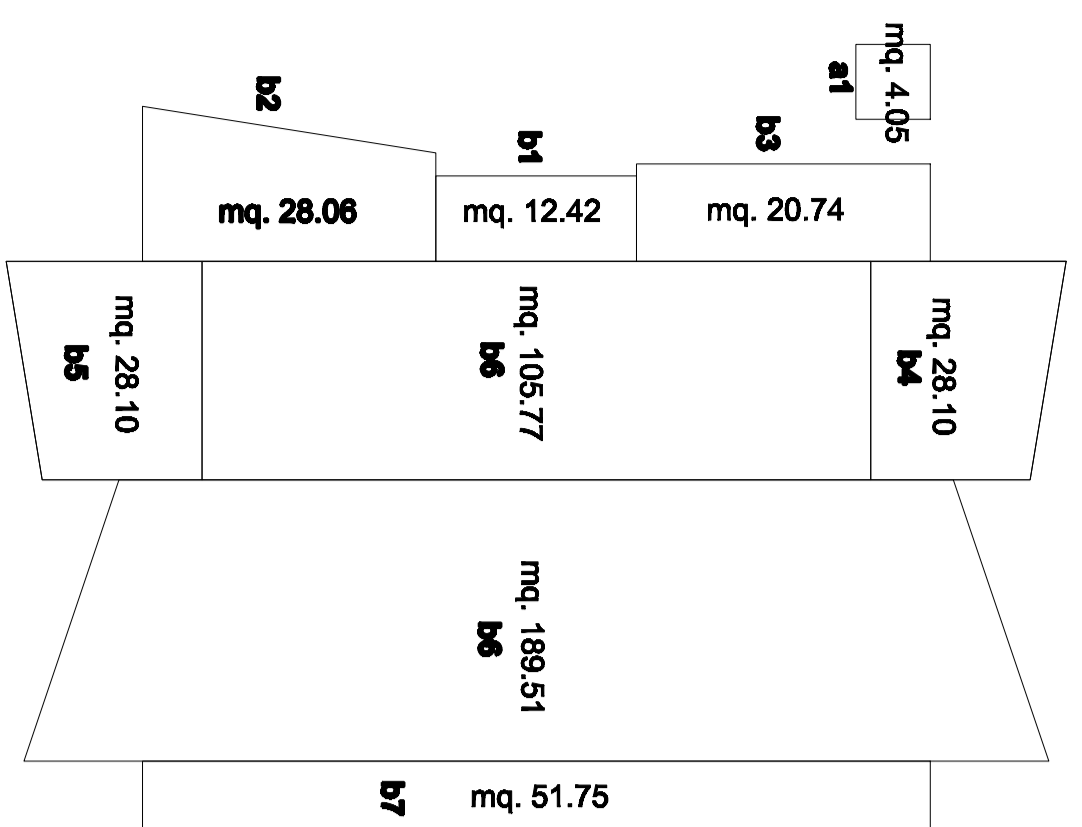 mq. 4.05
a1
b2
b1
b3
mq. 28.06
mq. 12.42
mq. 20.74
mq. 28.10
b5
mq. 105.77
b6
mq. 28.10
b4
mq. 189.51
b6
b7
mq. 51.75